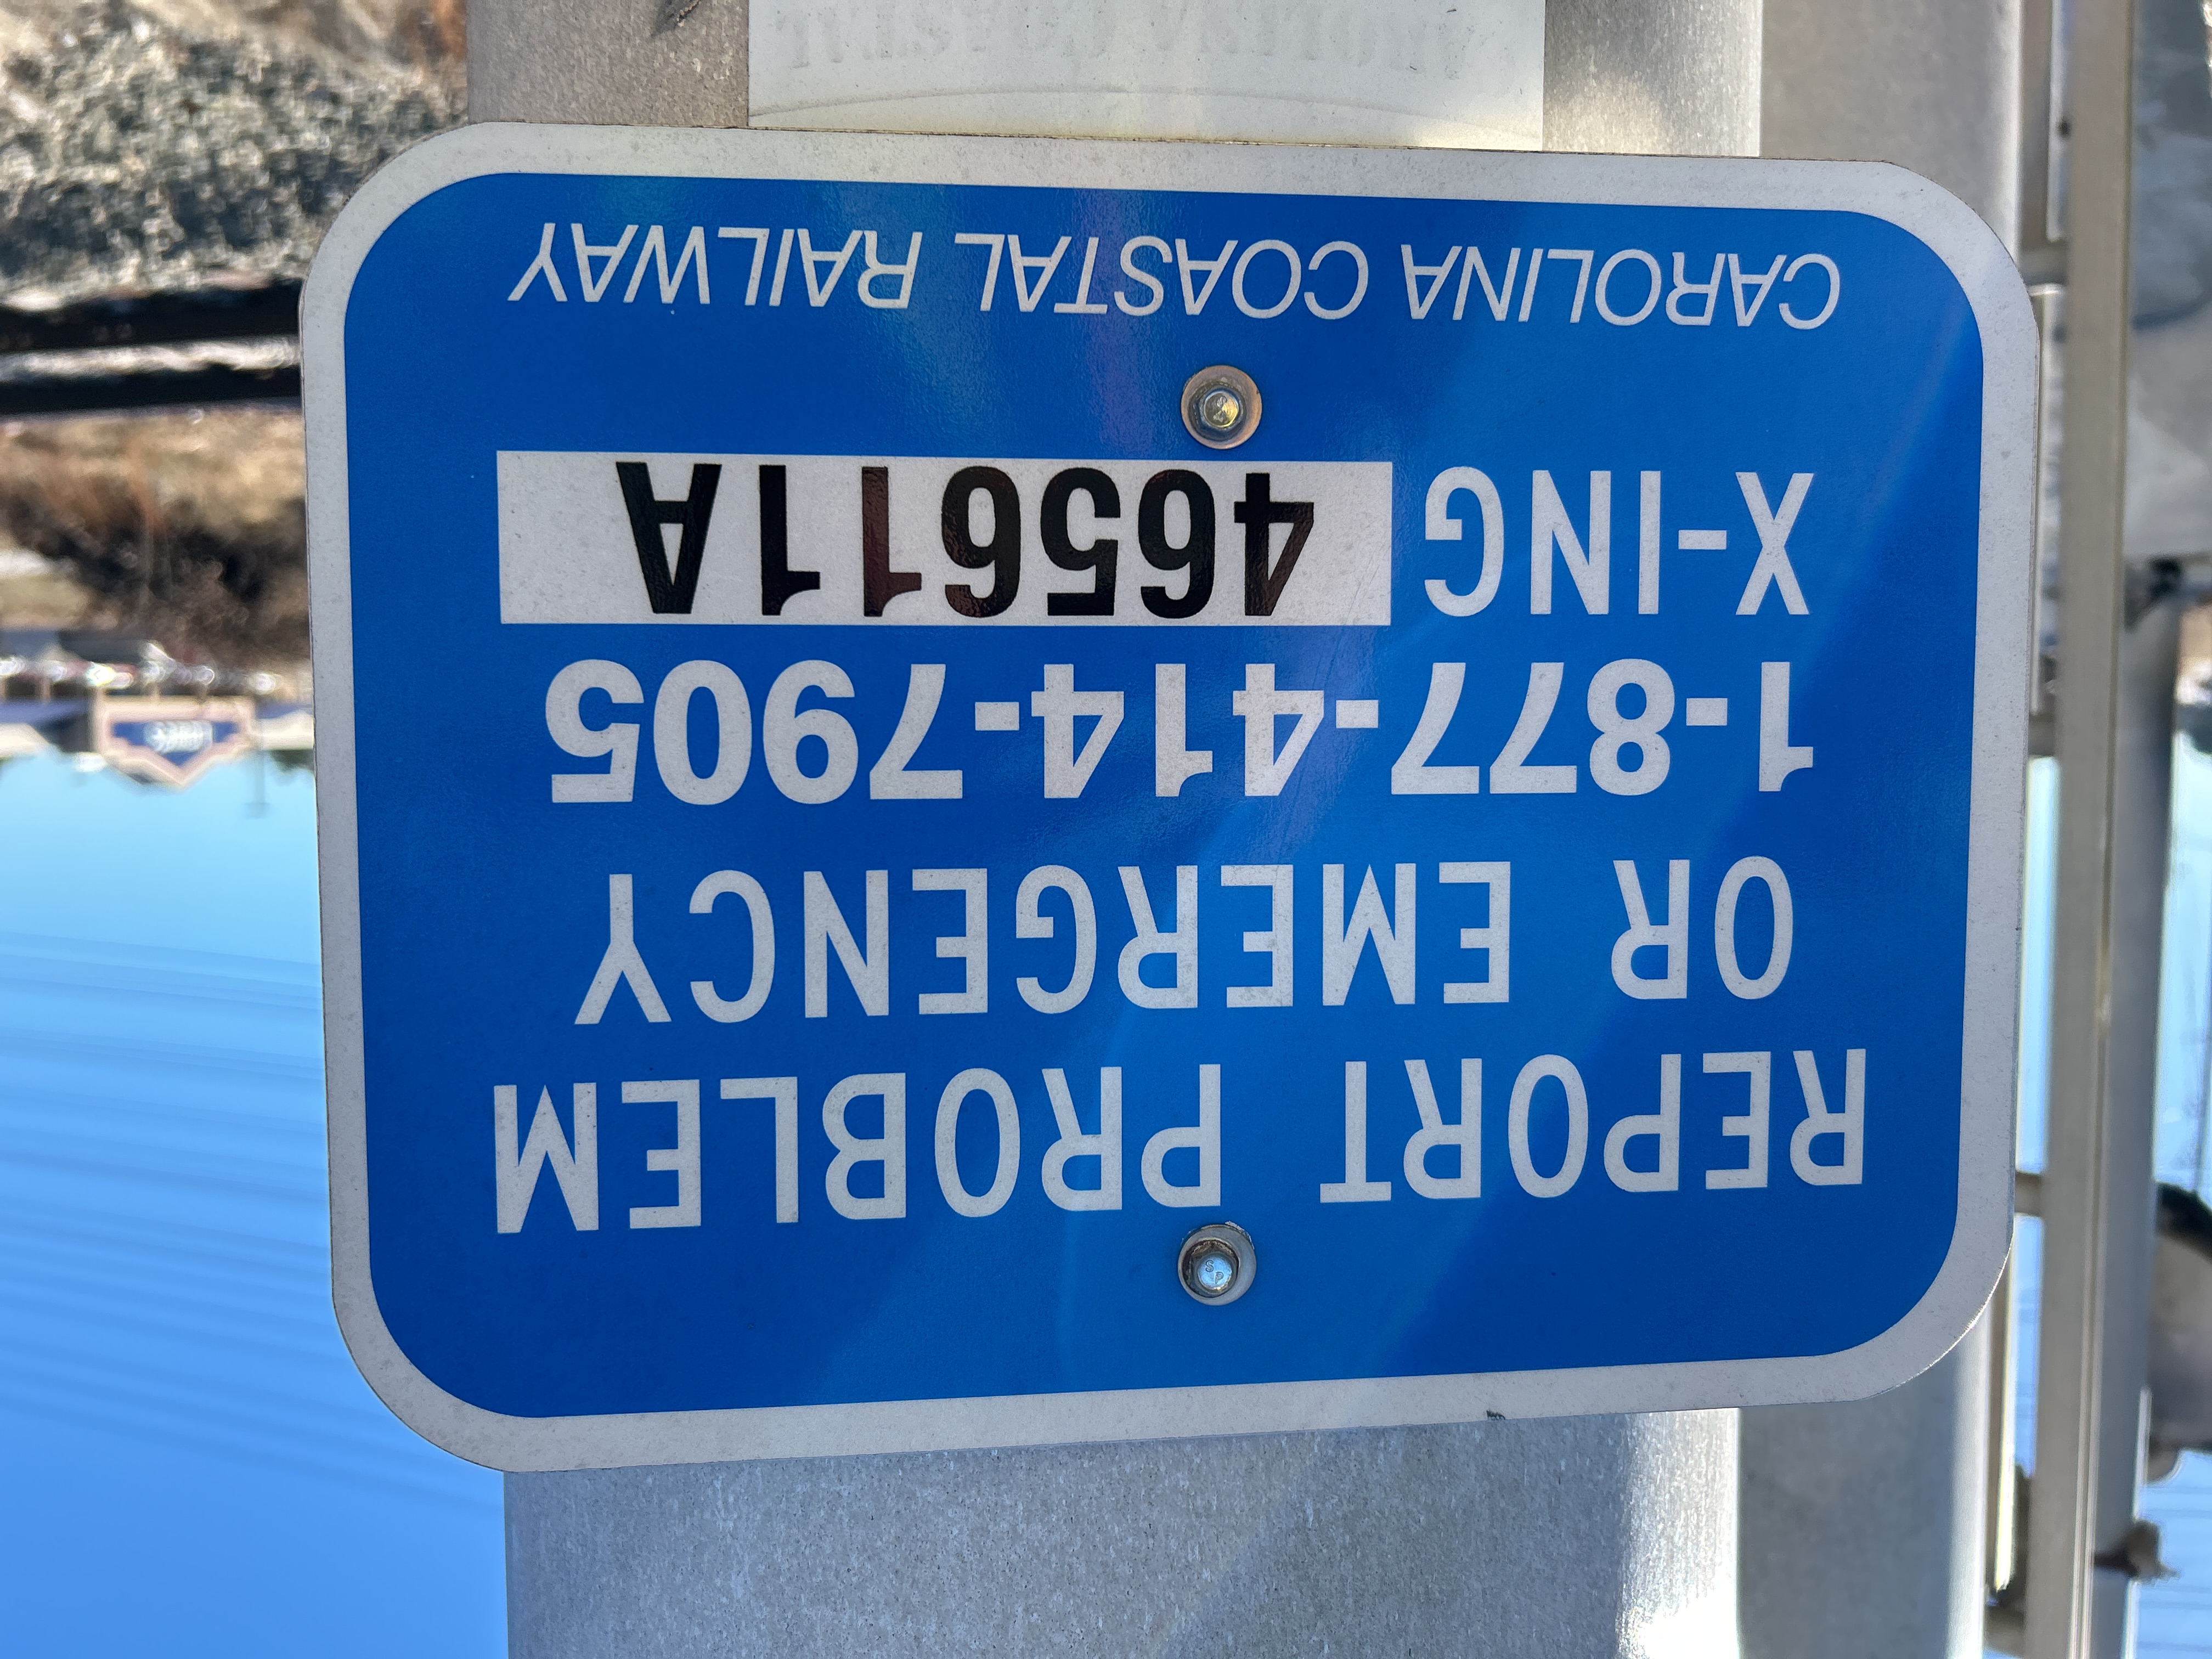 REPORT PROBLEM
OR EMERGENCY
1-877-414-7905
X-ING 465611A
CAROLINA COASTAL RAILWAY